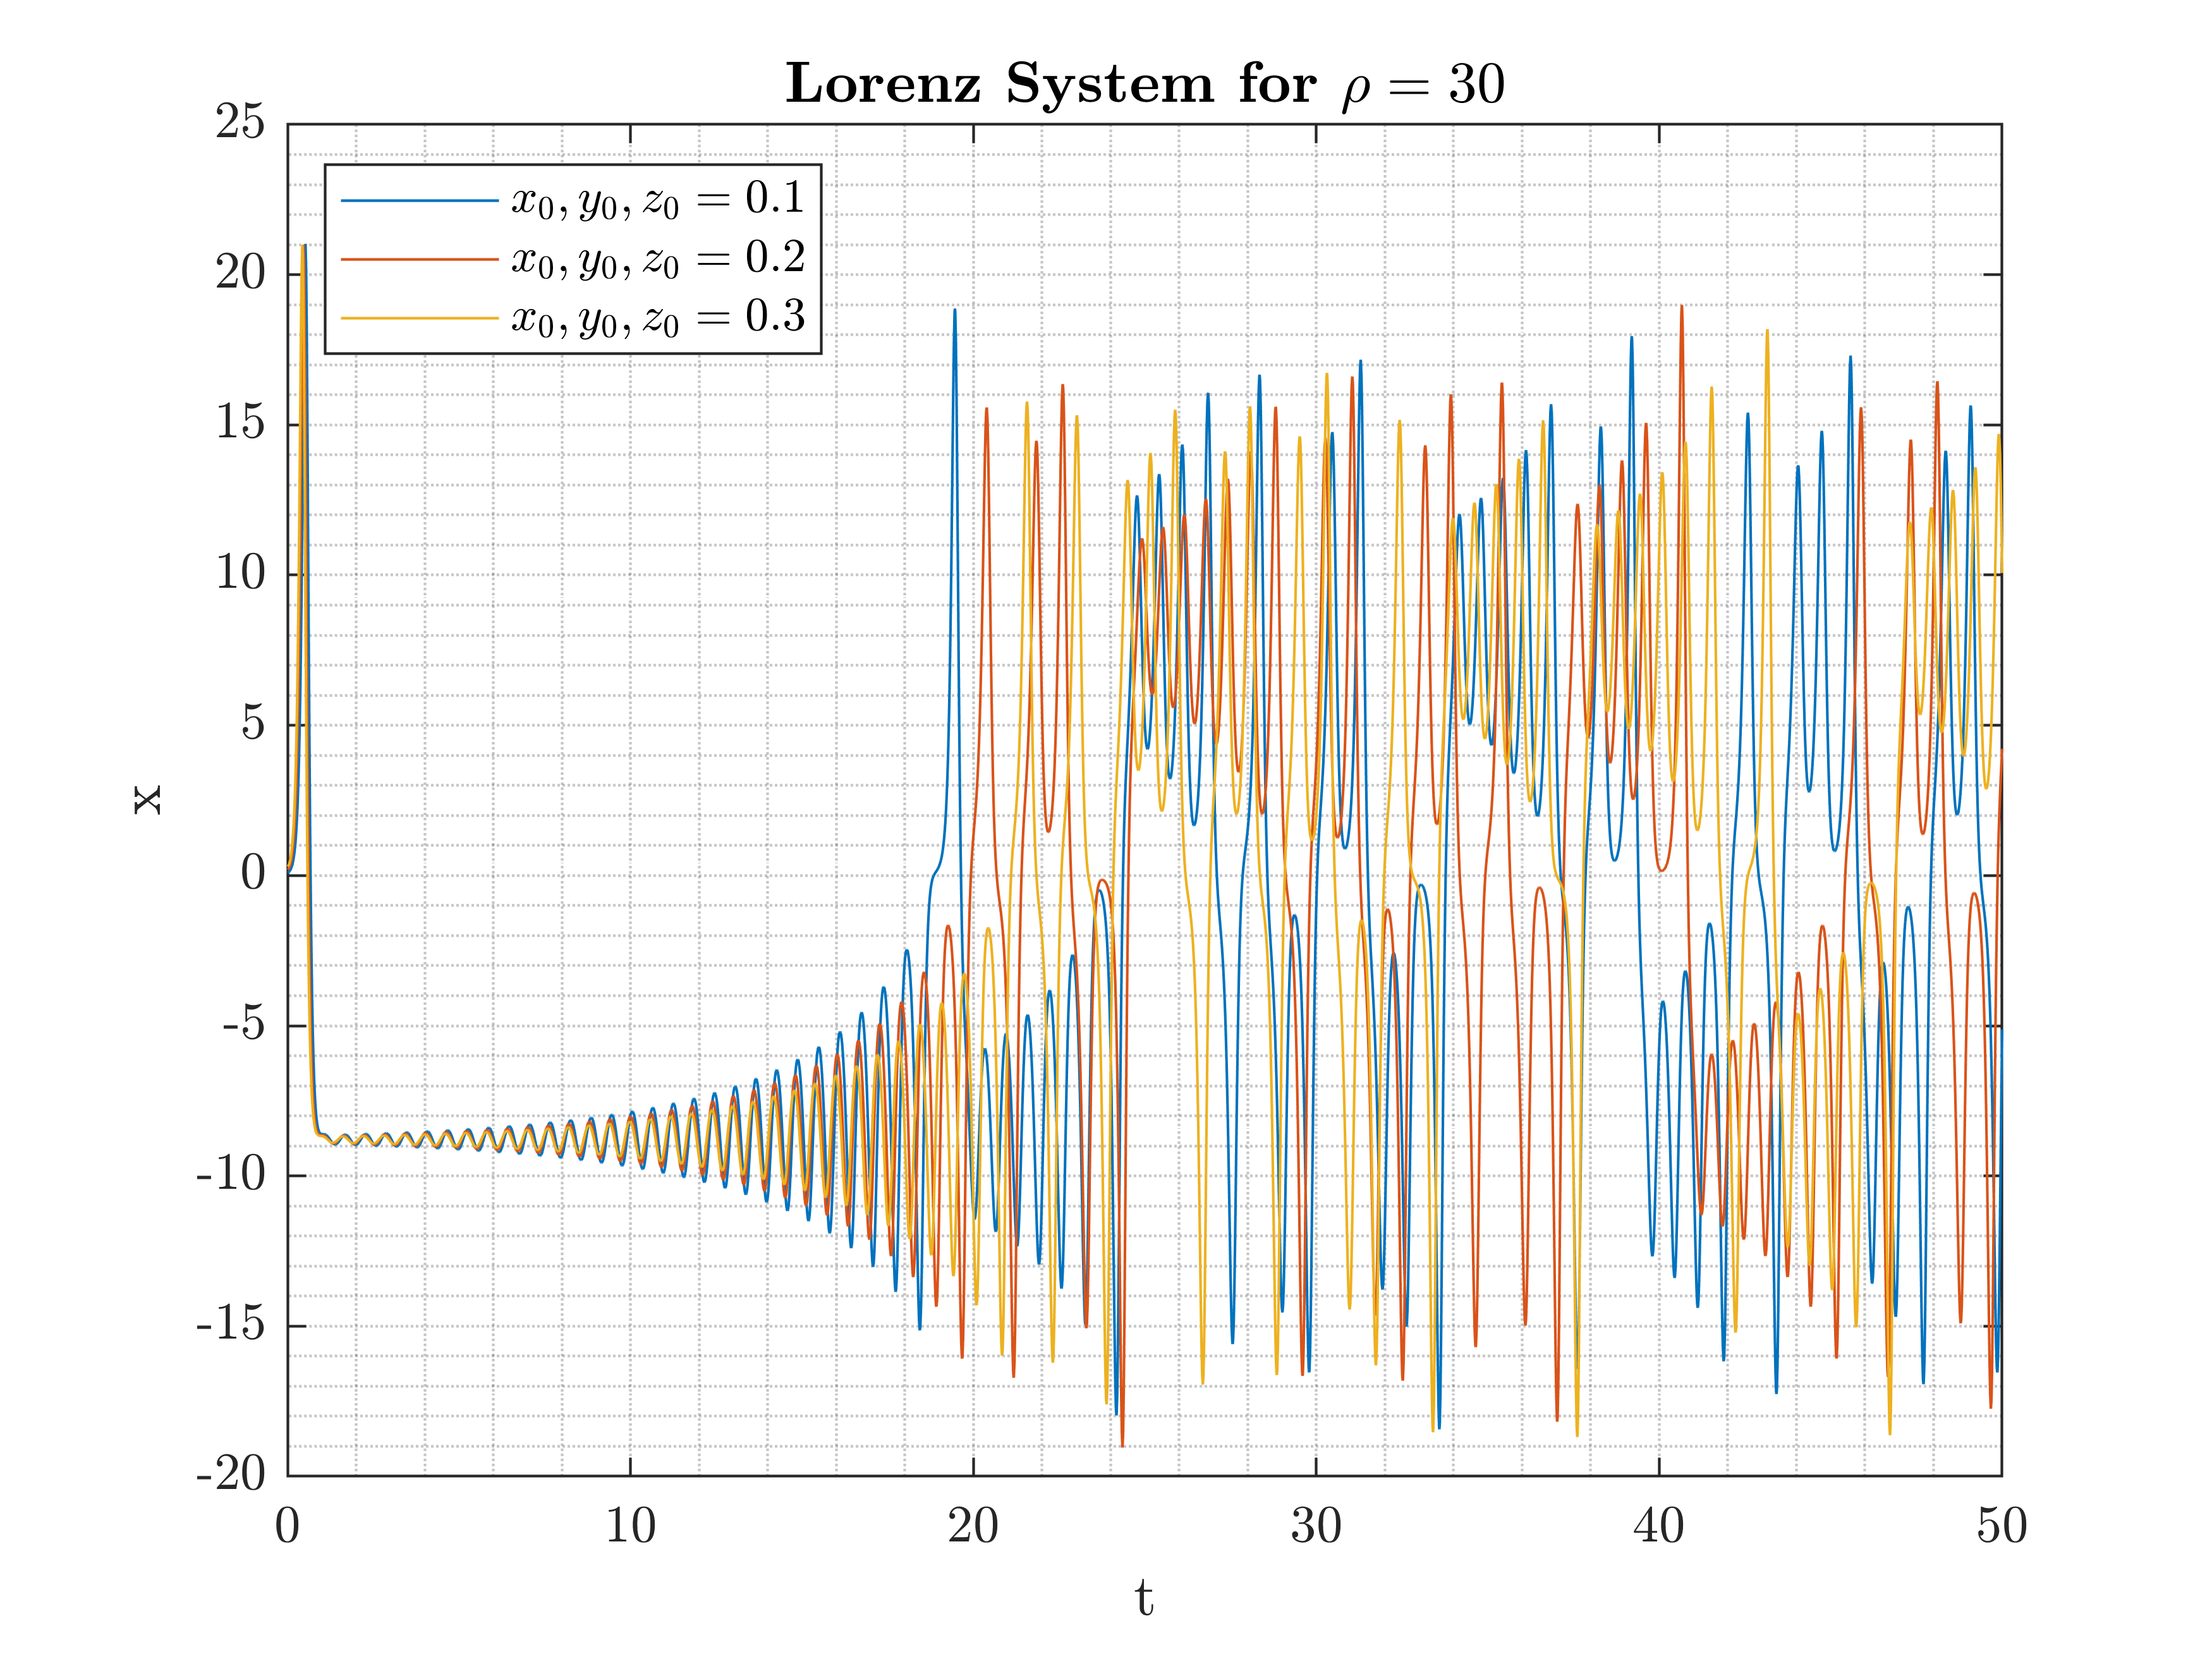 Lorenz System for ρ = 30
25
20
15
10
5
0
-5
-10
-15
-20
x
x₀, y₀, z₀ = 0.1
x₀, y₀, z₀ = 0.2
x₀, y₀, z₀ = 0.3
0 10 20 30 40 50
t